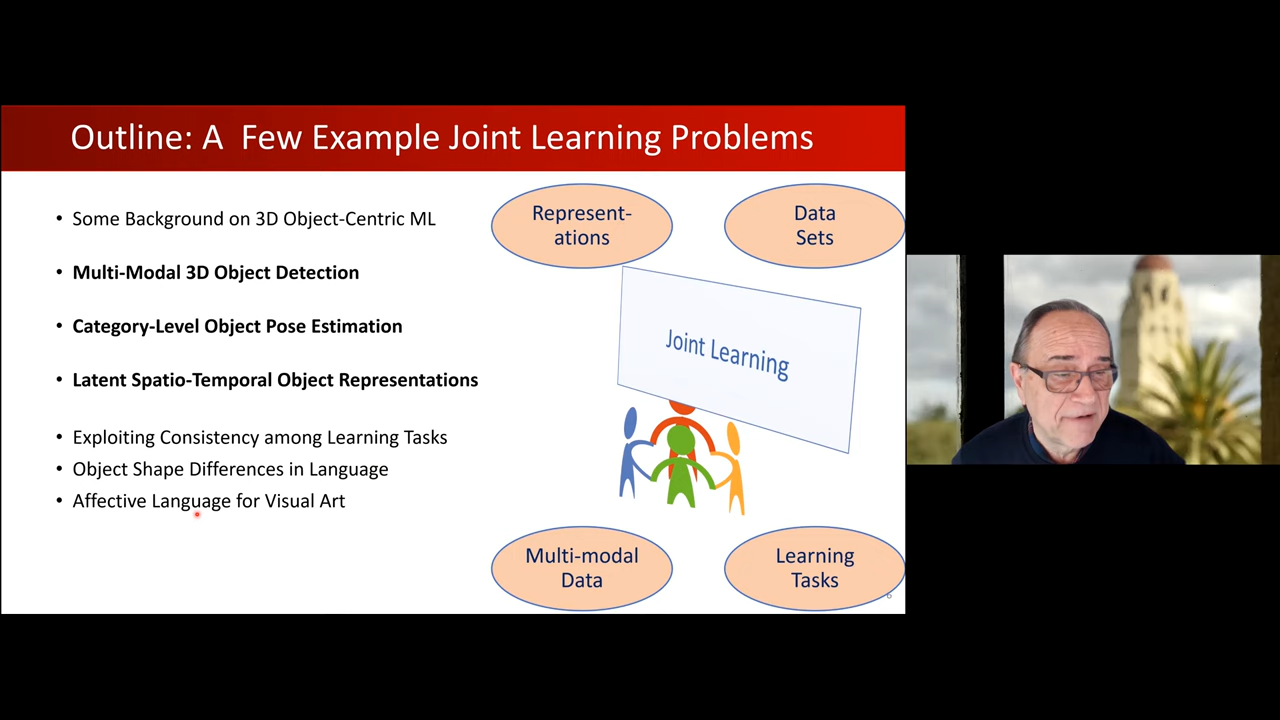 Outline: A  Few Example Joint Learning Problems
• Some Background on 3D Object-Centric ML
• Multi-Modal 3D Object Detection
• Category-Level Object Pose Estimation
• Latent Spatio-Temporal Object Representations
• Exploiting Consistency among Learning Tasks
• Object Shape Differences in Language
• Affective Language for Visual Art
Represent-
ations
Data
Sets
Joint Learning
Multi-modal
Data
Learning
Tasks
6